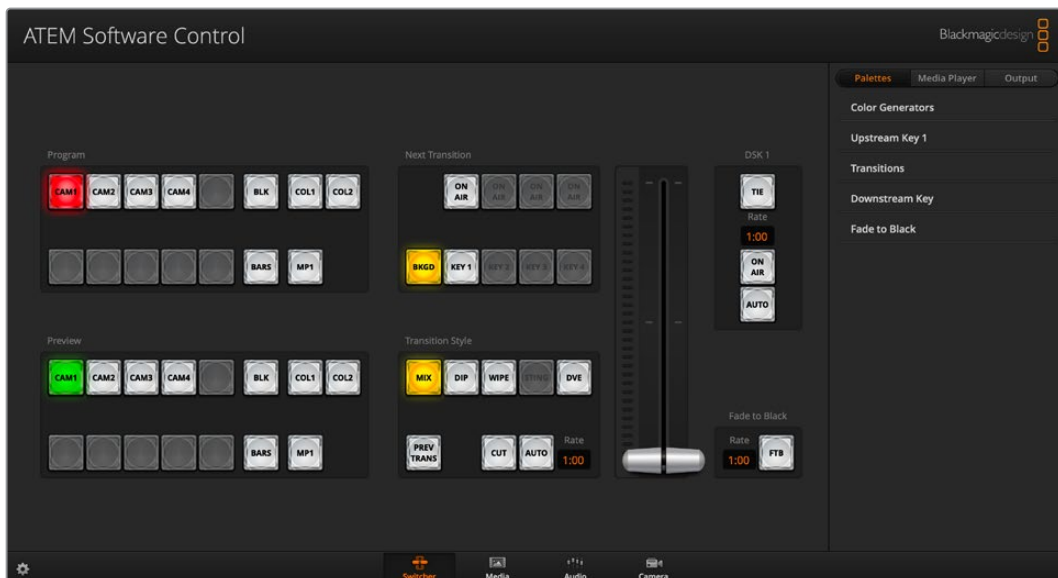 ATEM Software Control
Blackmagicdesign
Palettes Media Player Output
Color Generators
Upstream Key 1
Transitions
Downstream Key
Fade to Black
Program
CAM1 CAM2 CAM3 CAM4 BLK COL1 COL2
BARS MP1
Next Transition
ON AIR ON AIR ON AIR ON AIR
BKGD KEY 1 KEY 2 KEY 3 KEY 4
DSK 1
TIE
Rate
1:00
ON AIR
AUTO
Preview
CAM1 CAM2 CAM3 CAM4 BLK COL1 COL2
BARS MP1
Transition Style
MIX DIP WIPE STING DVE
PREV TRANS CUT AUTO
Rate
1:00
Fade to Black
Rate
1:00
FTB
Switcher Media Audio Camera